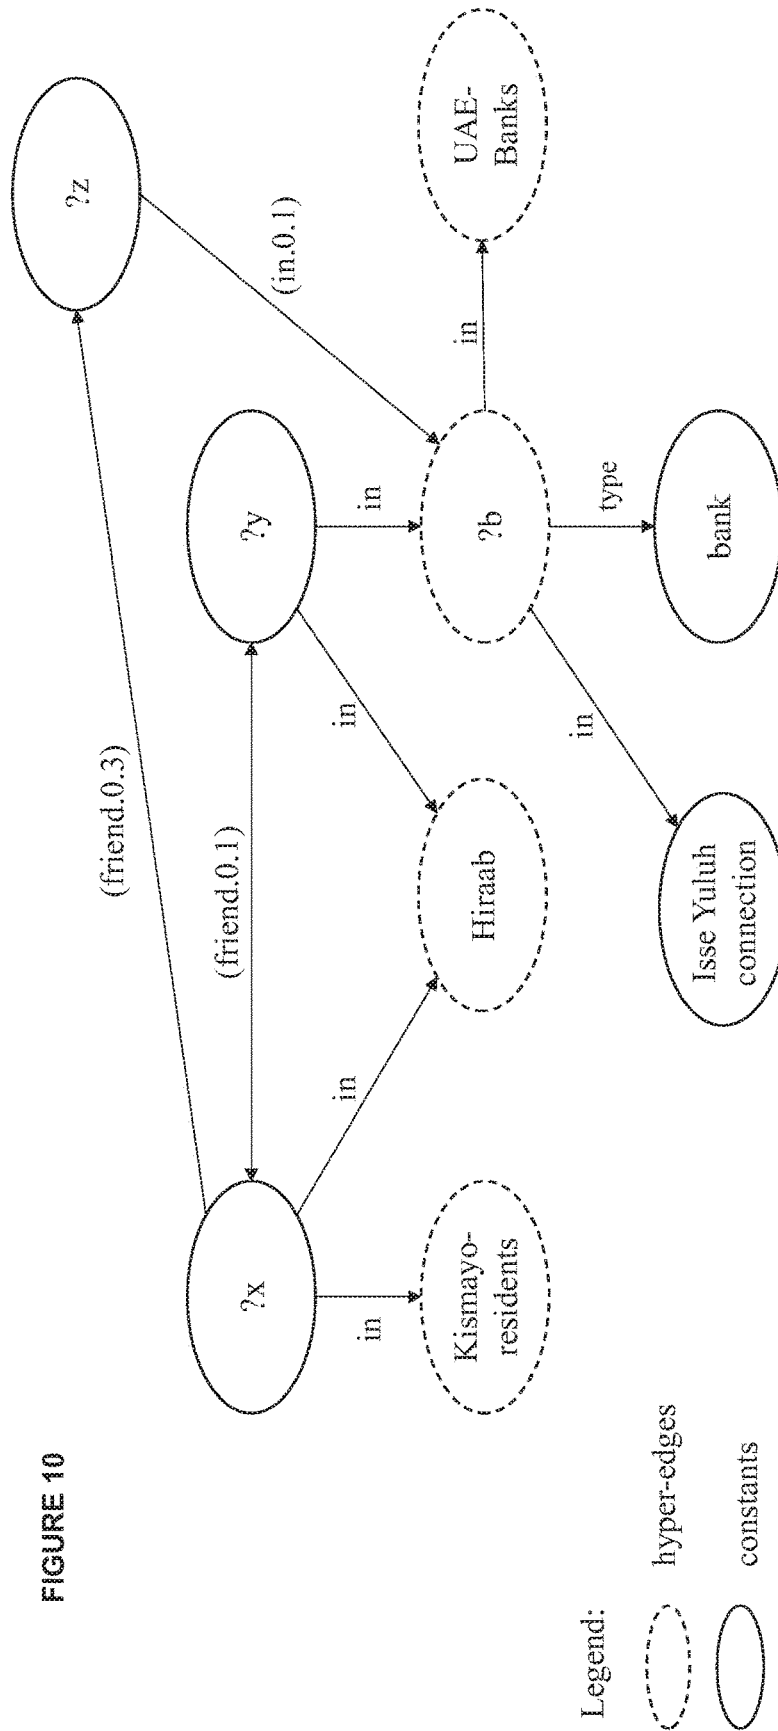 FIGURE 10
?z
(friend.0.3)
(in.0.1)
?x
(friend.0.1)
?y
in
in
in
in
Kismayo-
residents
Hiraab
?b
in
UAE-
Banks
in
type
Isse Yuluh
connection
bank
Legend:
hyper-edges
constants